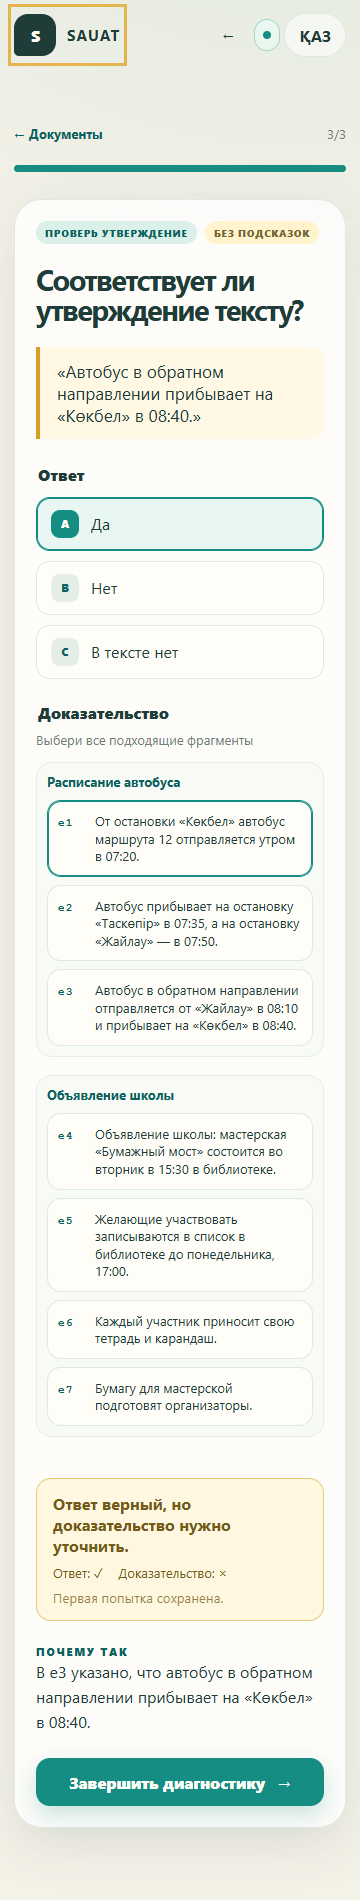 S SAUAT ← ҚАЗ
← Документы 3/3
ПРОВЕРЬ УТВЕРЖДЕНИЕ БЕЗ ПОДСКАЗОК
Соответствует ли
утверждение тексту?
«Автобус в обратном
направлении прибывает на
«Көкбел» в 08:40.»
Ответ
A Да
B Нет
C В тексте нет
Доказательство
Выбери все подходящие фрагменты
Расписание автобуса
e1 От остановки «Көкбел» автобус
маршрута 12 отправляется утром
в 07:20.
e2 Автобус прибывает на остановку
«Таскөпір» в 07:35, а на остановку
«Жайлау» — в 07:50.
e3 Автобус в обратном направлении
отправляется от «Жайлау» в 08:10
и прибывает на «Көкбел» в 08:40.
Объявление школы
e4 Объявление школы: мастерская
«Бумажный мост» состоится во
вторник в 15:30 в библиотеке.
e5 Желающие участвовать
записываются в список в
библиотеке до понедельника,
17:00.
e6 Каждый участник приносит свою
тетрадь и карандаш.
e7 Бумагу для мастерской
подготовят организаторы.
Ответ верный, но
доказательство нужно
уточнить.
Ответ: ✓ Доказательство: ×
Первая попытка сохранена.
ПОЧЕМУ ТАК
В e3 указано, что автобус в обратном
направлении прибывает на «Көкбел»
в 08:40.
Завершить диагностику →